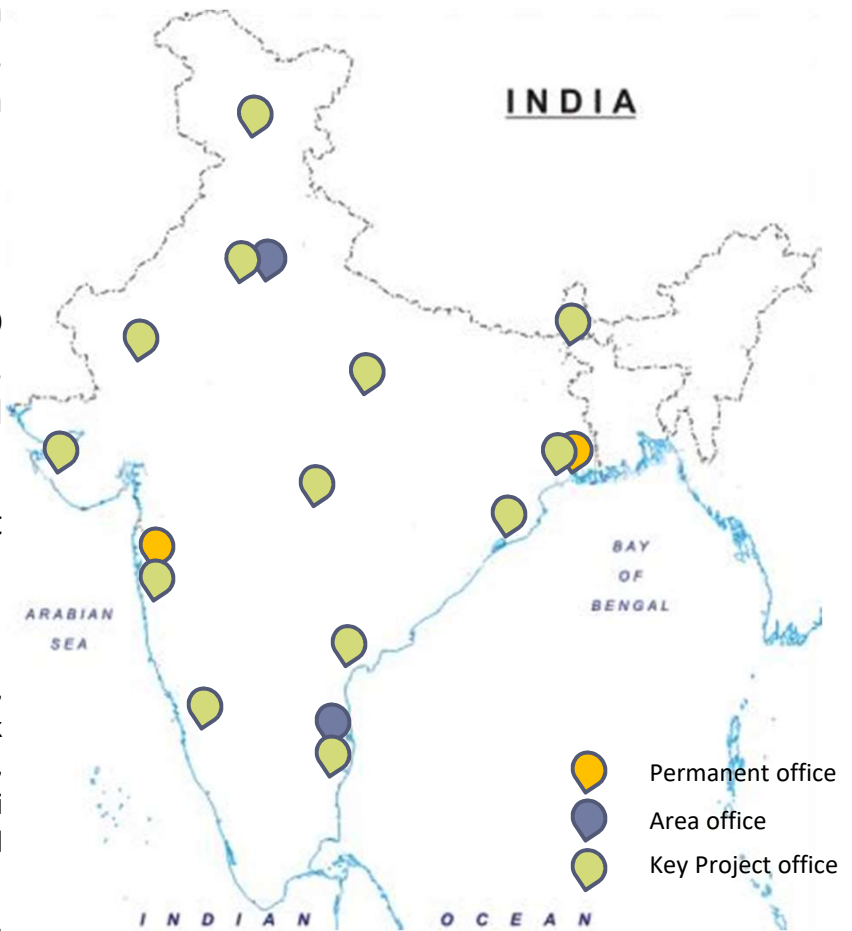 INDIA
BAY
OF
BENGAL
ARABIAN
SEA
Permanent office
Area office
Key Project office
INDIAN OCEAN